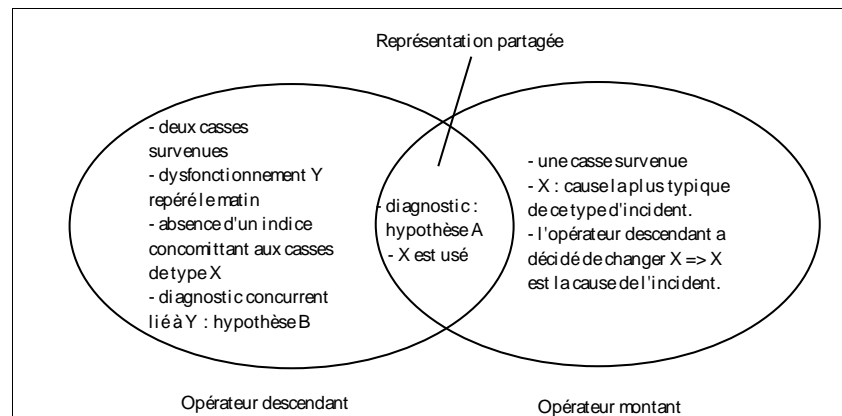 Représentation partagée
- deux casses
survenues
- dysfonctionnement Y
repéré le matin
- absence d'un indice
concomittant aux casses
de type X
- diagnostic concurrent
lié à Y : hypothèse B
- diagnostic :
hypothèse A
- X est usé
- une casse survenue
- X : cause la plus typique
de ce type d'incident.
- l'opérateur descendant a
décidé de changer X => X
est la cause de l'incident.
Opérateur descendant
Opérateur montant